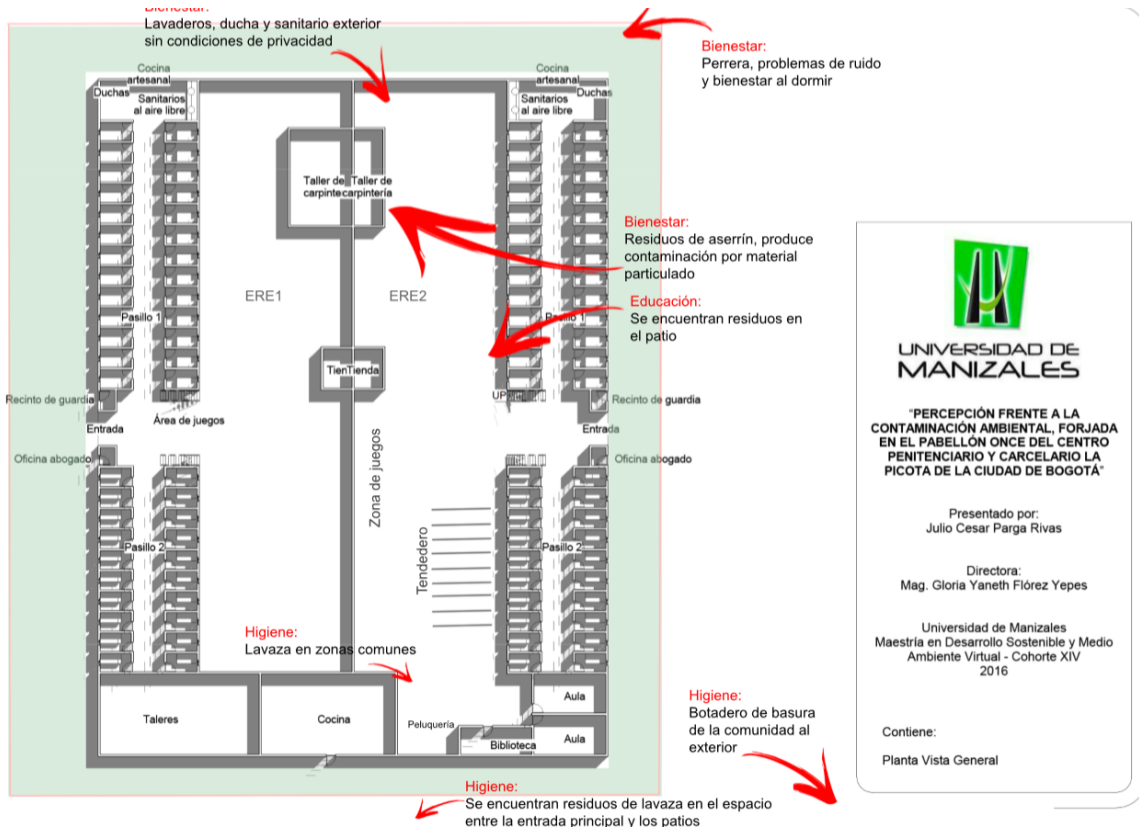 Bienestar:
Lavaderos, ducha y sanitario exterior
sin condiciones de privacidad
Bienestar:
Perrera, problemas de ruido
y bienestar al dormir
Cocina
artesanal
Duchas
Sanitarios
al aire libre
Cocina
artesanal
Duchas
Sanitarios
al aire libre
Taller de
carpinte
Taller de
carpintería
Bienestar:
Residuos de aserrín, produce
contaminación por material
particulado
ERE1
ERE2
Educación:
Se encuentran residuos en
el patio
Pasillo 1
Pasillo 1
Tien
Tienda
Recinto de guardia
Área de juegos
Entrada
Oficina abogado
UP
Recinto de guardia
Entrada
Oficina abogado
Zona de juegos
Tendedero
Pasillo 2
Pasillo 2
Higiene:
Lavaza en zonas comunes
Taleres
Cocina
Peluquería
Biblioteca
Aula
Aula
Higiene:
Botadero de basura
de la comunidad al
exterior
Higiene:
Se encuentran residuos de lavaza en el espacio
entre la entrada principal y los patios
UNIVERSIDAD DE
MANIZALES
"PERCEPCIÓN FRENTE A LA
CONTAMINACIÓN AMBIENTAL, FORJADA
EN EL PABELLÓN ONCE DEL CENTRO
PENITENCIARIO Y CARCELARIO LA
PICOTA DE LA CIUDAD DE BOGOTÁ"
Presentado por:
Julio Cesar Parga Rivas
Directora:
Mag. Gloria Yaneth Flórez Yepes
Universidad de Manizales
Maestría en Desarrollo Sostenible y Medio
Ambiente Virtual - Cohorte XIV
2016
Contiene:
Planta Vista General